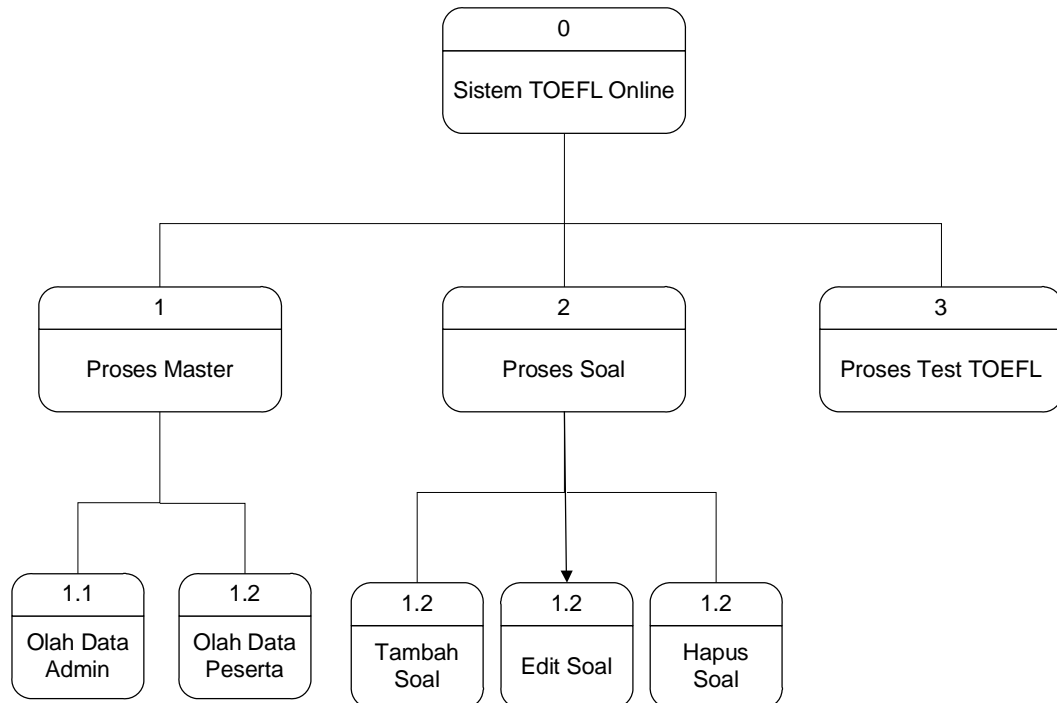 0
Sistem TOEFL Online
1
Proses Master
2
Proses Soal
3
Proses Test TOEFL
1.1
Olah Data
Admin
1.2
Olah Data
Peserta
1.2
Tambah
Soal
1.2
Edit Soal
1.2
Hapus
Soal